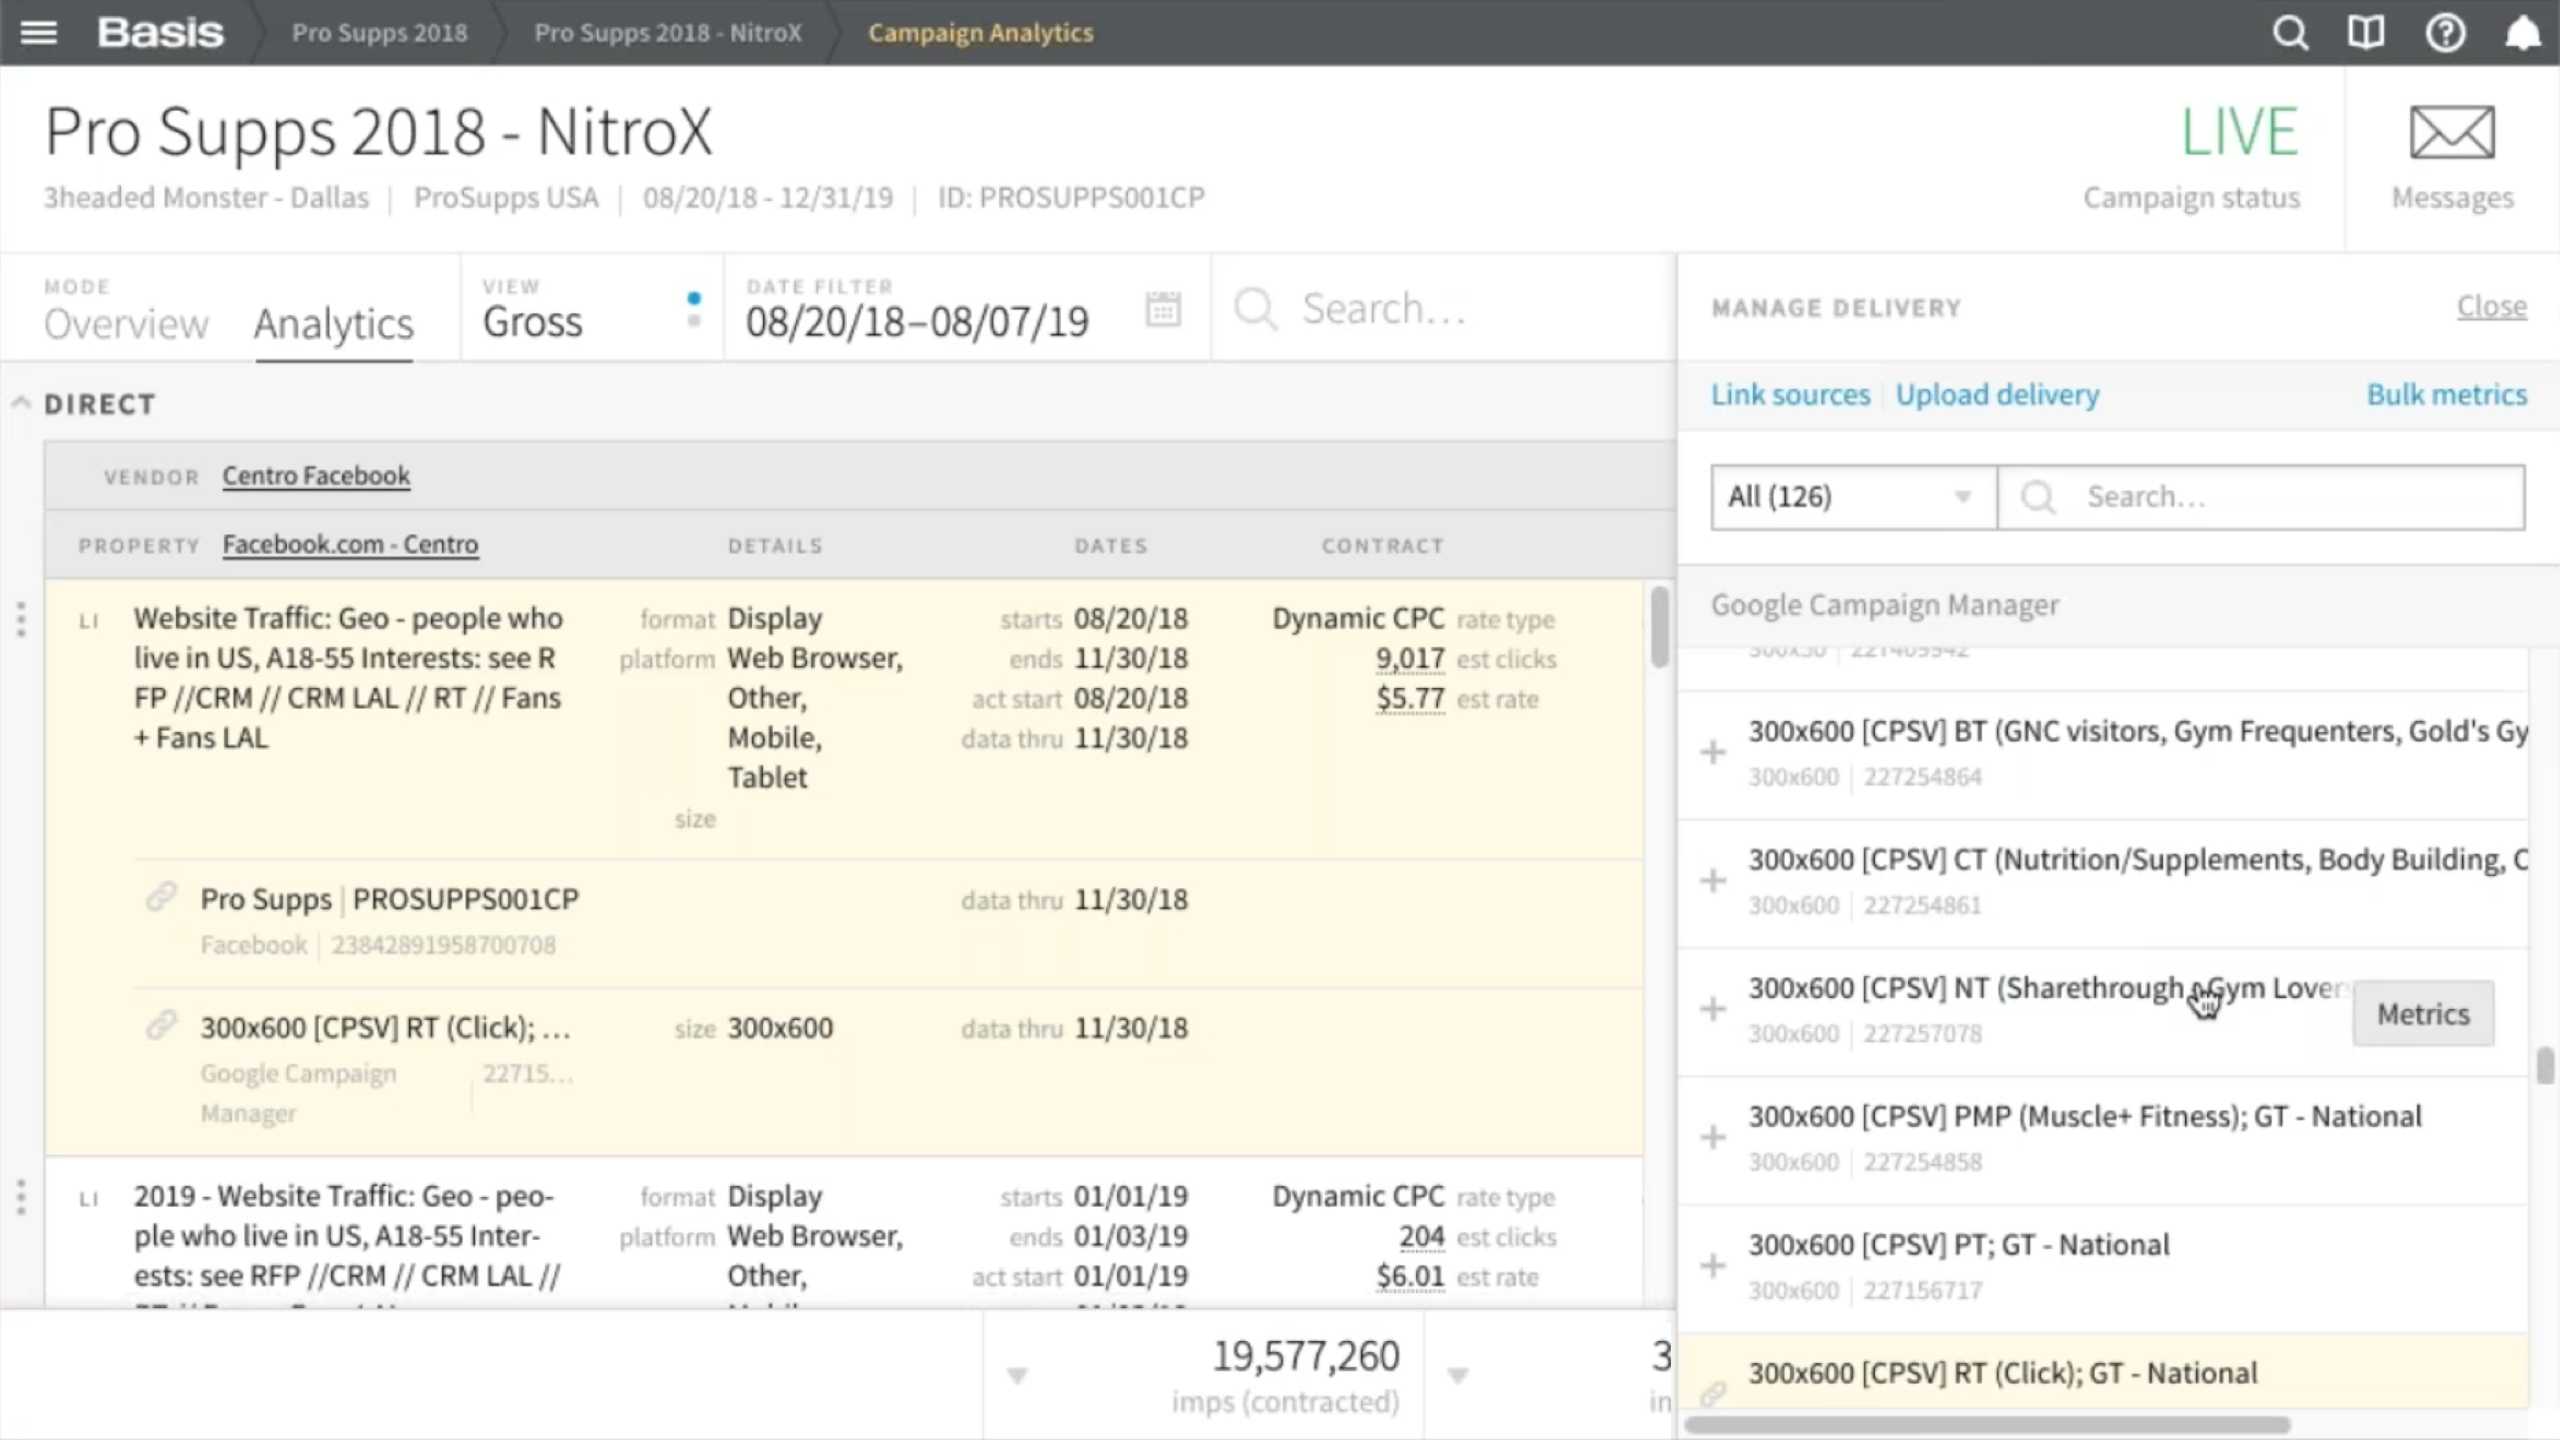 Basis
Pro Supps 2018
Pro Supps 2018 - NitroX
Campaign Analytics
Pro Supps 2018 - NitroX
3headed Monster - Dallas | ProSupps USA | 08/20/18 - 12/31/19 | ID: PROSUPPS001CP
LIVE
Campaign status
Messages
MODE
Overview
Analytics
VIEW
Gross
DATE FILTER
08/20/18–08/07/19
Search...
MANAGE DELIVERY
Close
Link sources
Upload delivery
Bulk metrics
All (126)
Search...
Google Campaign Manager
300x600 [CPSV] BT (GNC visitors, Gym Frequenters, Gold's Gy
300x600 | 227254864
300x600 [CPSV] CT (Nutrition/Supplements, Body Building, C
300x600 | 227254861
300x600 [CPSV] NT (Sharethrough Gym Lover
300x600 | 227257078
Metrics
300x600 [CPSV] PMP (Muscle+ Fitness); GT - National
300x600 | 227254858
300x600 [CPSV] PT; GT - National
300x600 | 227156717
300x600 [CPSV] RT (Click); GT - National
DIRECT
VENDOR Centro Facebook
PROPERTY Facebook.com - Centro DETAILS DATES CONTRACT
LI
Website Traffic: Geo - people who
live in US, A18-55 Interests: see R
FP //CRM // CRM LAL // RT // Fans
+ Fans LAL
format Display
platform Web Browser,
Other,
Mobile,
Tablet
size
starts 08/20/18
ends 11/30/18
act start 08/20/18
data thru 11/30/18
Dynamic CPC rate type
9,017 est clicks
$5.77 est rate
Pro Supps | PROSUPPS001CP
data thru 11/30/18
Facebook | 23842891958700708
300x600 [CPSV] RT (Click); ...
size 300x600
data thru 11/30/18
Google Campaign
Manager
22715...
LI
2019 - Website Traffic: Geo - peo-
ple who live in US, A18-55 Inter-
ests: see RFP //CRM // CRM LAL //
format Display
platform Web Browser,
Other,
starts 01/01/19
ends 01/03/19
act start 01/01/19
Dynamic CPC rate type
204 est clicks
$6.01 est rate
19,577,260
imps (contracted)
3
in